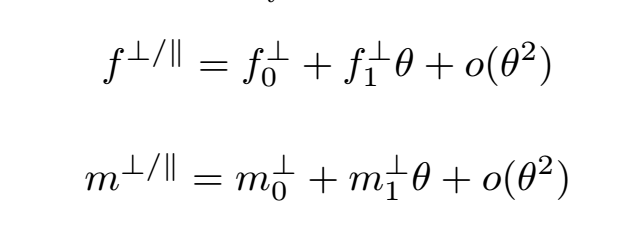 f^{⊥/∥} = f_0^⊥ + f_1^⊥ θ + o(θ^2)
m^{⊥/∥} = m_0^⊥ + m_1^⊥ θ + o(θ^2)